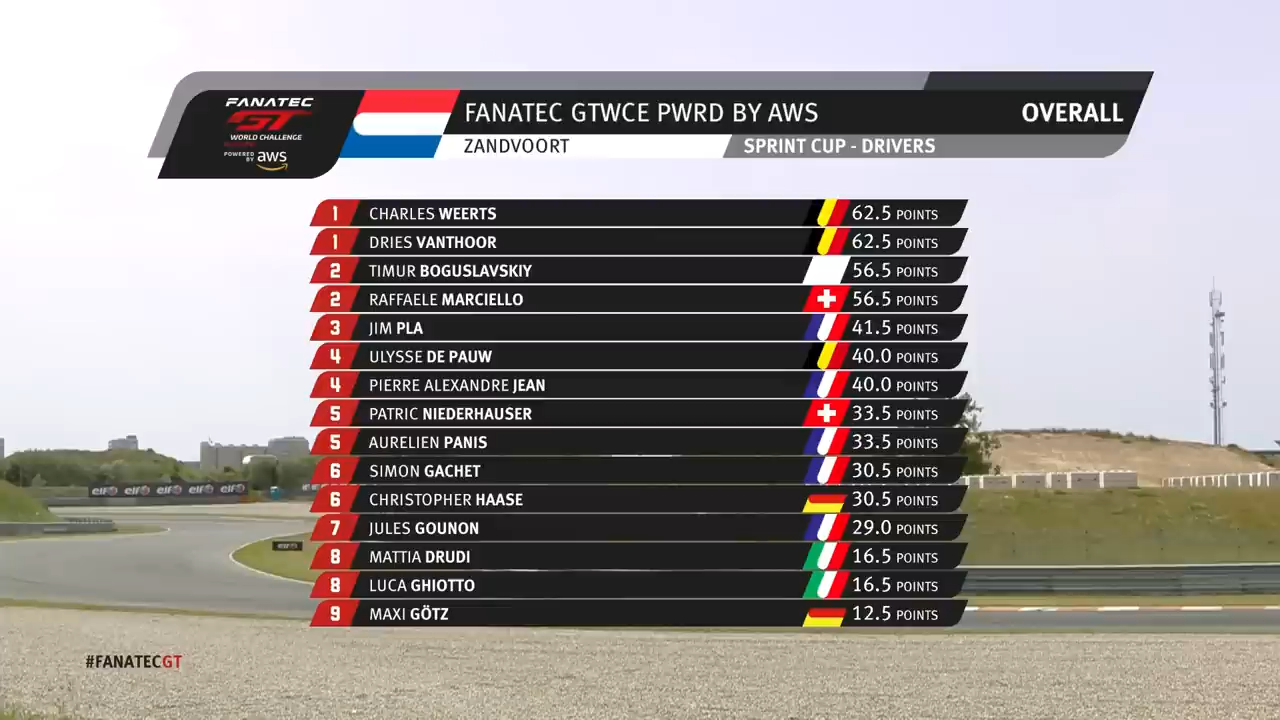 FANATEC
GT
WORLD CHALLENGE
POWERED BY aws
FANATEC GTWCE PWRD BY AWS
OVERALL
ZANDVOORT
SPRINT CUP - DRIVERS
1 CHARLES WEERTS 62.5 POINTS
1 DRIES VANTHOOR 62.5 POINTS
2 TIMUR BOGUSLAVSKIY 56.5 POINTS
2 RAFFAELE MARCIELLO 56.5 POINTS
3 JIM PLA 41.5 POINTS
4 ULYSSE DE PAUW 40.0 POINTS
4 PIERRE ALEXANDRE JEAN 40.0 POINTS
5 PATRIC NIEDERHAUSER 33.5 POINTS
5 AURELIEN PANIS 33.5 POINTS
6 SIMON GACHET 30.5 POINTS
6 CHRISTOPHER HAASE 30.5 POINTS
7 JULES GOUNON 29.0 POINTS
8 MATTIA DRUDI 16.5 POINTS
8 LUCA GHIOTTO 16.5 POINTS
9 MAXI GÖTZ 12.5 POINTS
elf elf elf elf elf
#FANATECGT